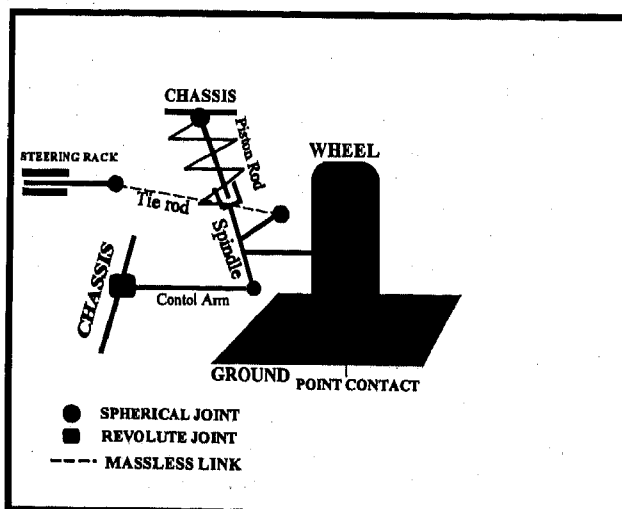 CHASSIS
Piston Rod
WHEEL
STEERING RACK
Tie rod
Spindle
CHASSIS
Contol Arm
GROUND
POINT CONTACT
SPHERICAL JOINT
REVOLUTE JOINT
MASSLESS LINK